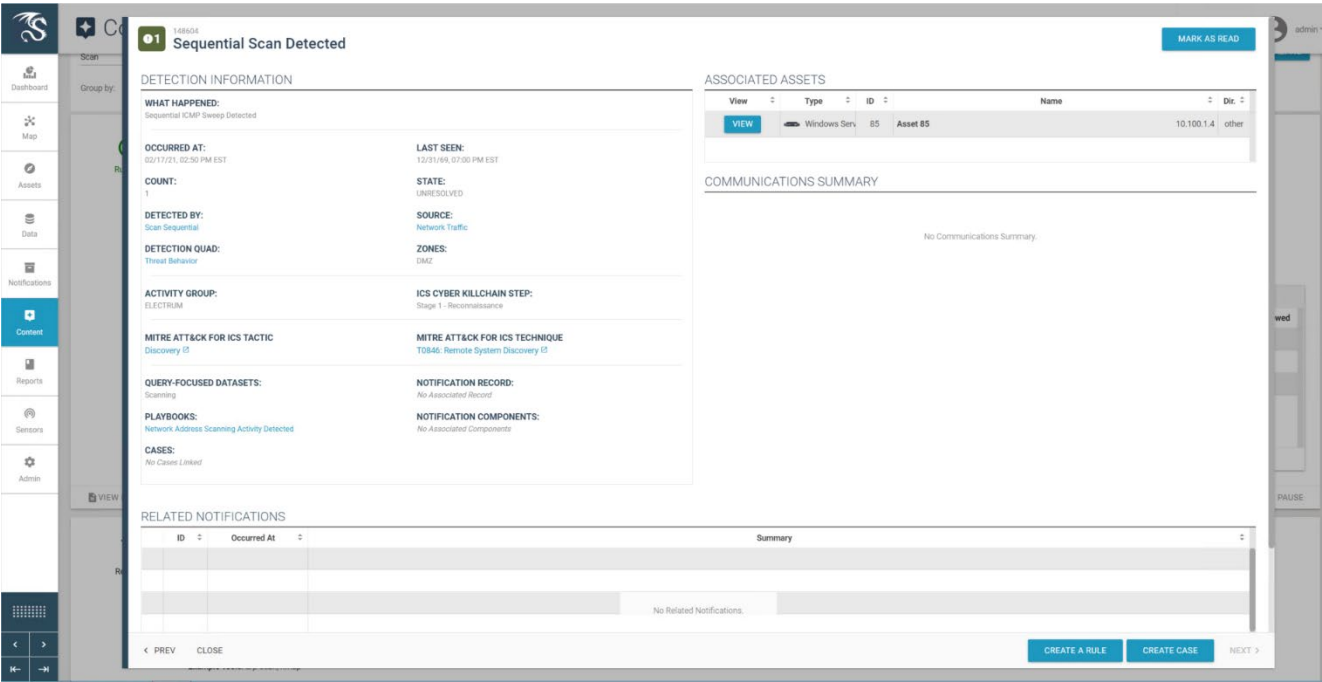 Co
admin
148604
01
Sequential Scan Detected
MARK AS READ
Scan
Dashboard
Group by:
Map
Assets
Data
Notifications
Content
Reports
Sensors
Admin
DETECTION INFORMATION
WHAT HAPPENED:
Sequential ICMP Sweep Detected
OCCURRED AT:
02/17/21, 02:50 PM EST
LAST SEEN:
12/31/69, 07:00 PM EST
COUNT:
1
STATE:
UNRESOLVED
DETECTED BY:
Scan Sequential
SOURCE:
Network Traffic
DETECTION QUAD:
Threat Behavior
ZONES:
DMZ
ACTIVITY GROUP:
ELECTRUM
ICS CYBER KILLCHAIN STEP:
Stage 1 - Reconnaissance
MITRE ATT&CK FOR ICS TACTIC
Discovery
MITRE ATT&CK FOR ICS TECHNIQUE
T0846: Remote System Discovery
QUERY-FOCUSED DATASETS:
Scanning
NOTIFICATION RECORD:
No Associated Record
PLAYBOOKS:
Network Address Scanning Activity Detected
NOTIFICATION COMPONENTS:
No Associated Components
CASES:
No Cases Linked
ASSOCIATED ASSETS
View Type ID Name Dir.
VIEW Windows Serv 85 Asset 85 10.100.1.4 other
COMMUNICATIONS SUMMARY
No Communications Summary.
wed
VIEW
PAUSE
RELATED NOTIFICATIONS
ID Occurred At Summary
No Related Notifications.
PREV CLOSE
CREATE A RULE CREATE CASE NEXT